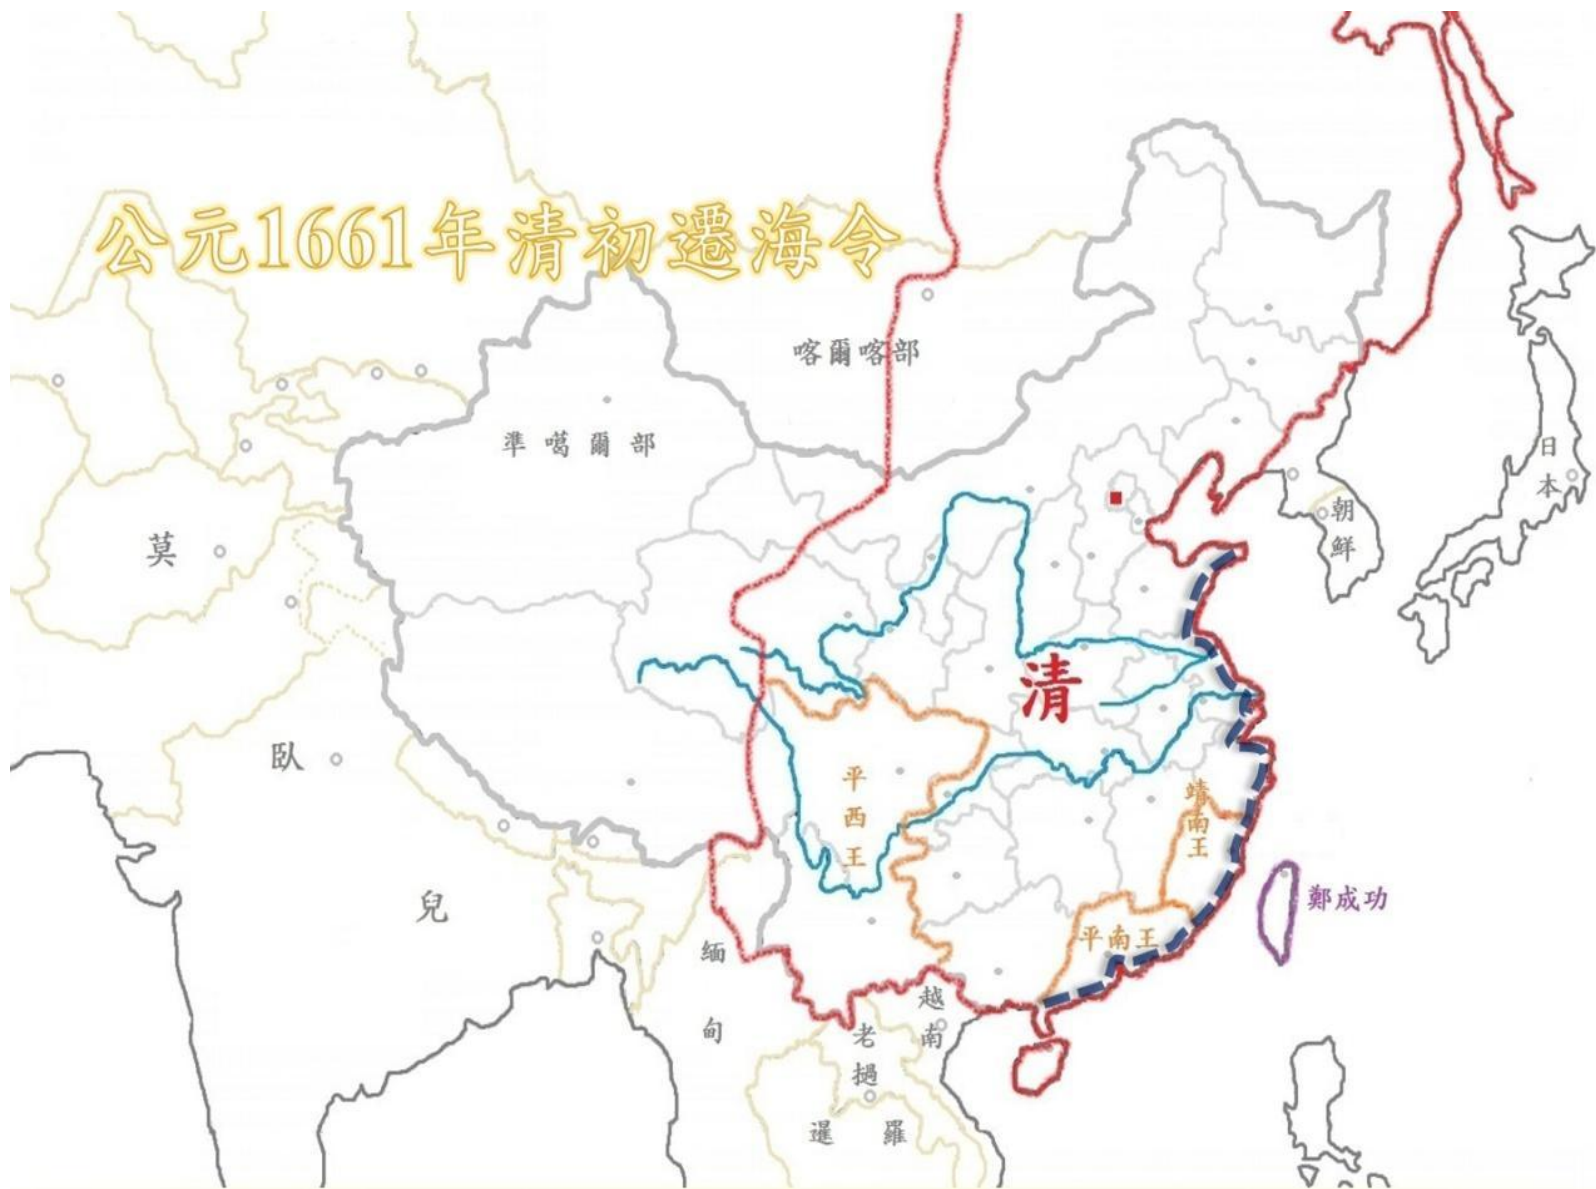 公元1661年清初遷海令
喀爾喀部
準噶爾部
日本
朝鮮
莫
臥
兒
清
平西王
靖南王
平南王
鄭成功
緬甸
越南
老撾
暹羅